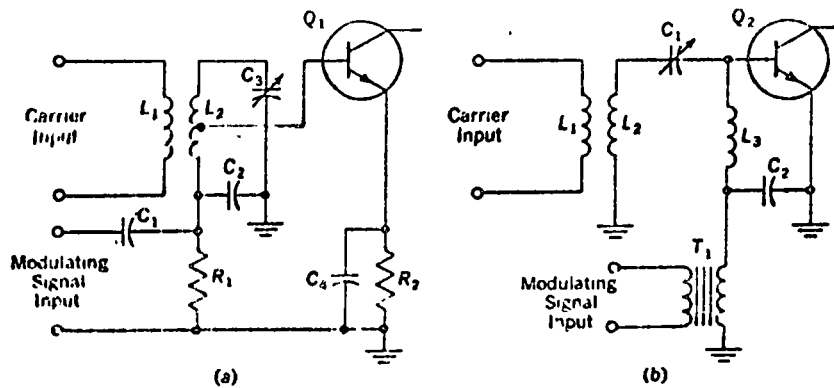 Q1
C3
Carrier
Input
L1
L2
C2
C1
Modulating
Signal
Input
R1
C4
R2
(a)
Q2
C1
Carrier
Input
L1
L2
L3
C2
T1
Modulating
Signal
Input
(b)